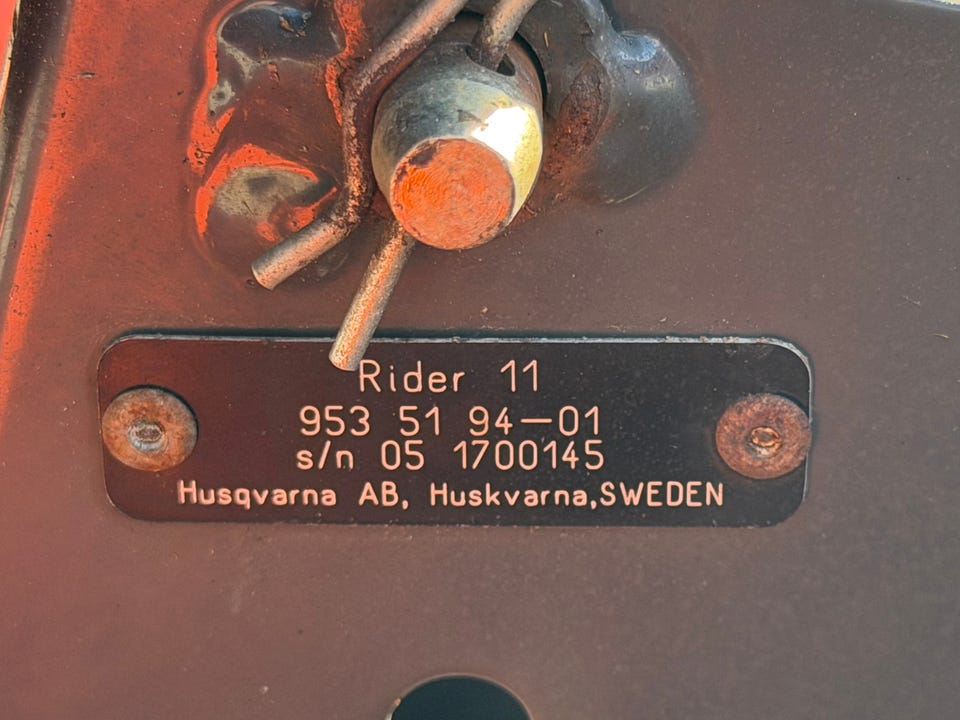 Rider 11
953 51 94-01
s/n 05 1700145
Husqvarna AB, Huskvarna,SWEDEN